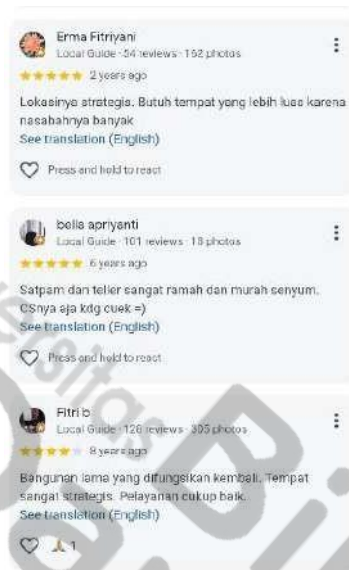 Erma Fitriyani
Local Guide · 54 reviews · 162 photos
2 years ago
Lokasinya strategis. Butuh tempat yang lebih luas karena
nasabahnya banyak
See translation (English)
Press and hold to react
bella apriyanti
Local Guide · 101 reviews · 18 photos
6 years ago
Satpam dan teller sangat ramah dan murah senyum.
CSnya aja kdg cuek =)
See translation (English)
Press and hold to react
Fitri b
Local Guide · 126 reviews · 305 photos
8 years ago
Bangunan lama yang difungsikan kembali. Tempat
sangat strategis. Pelayanan cukup baik.
See translation (English)
1